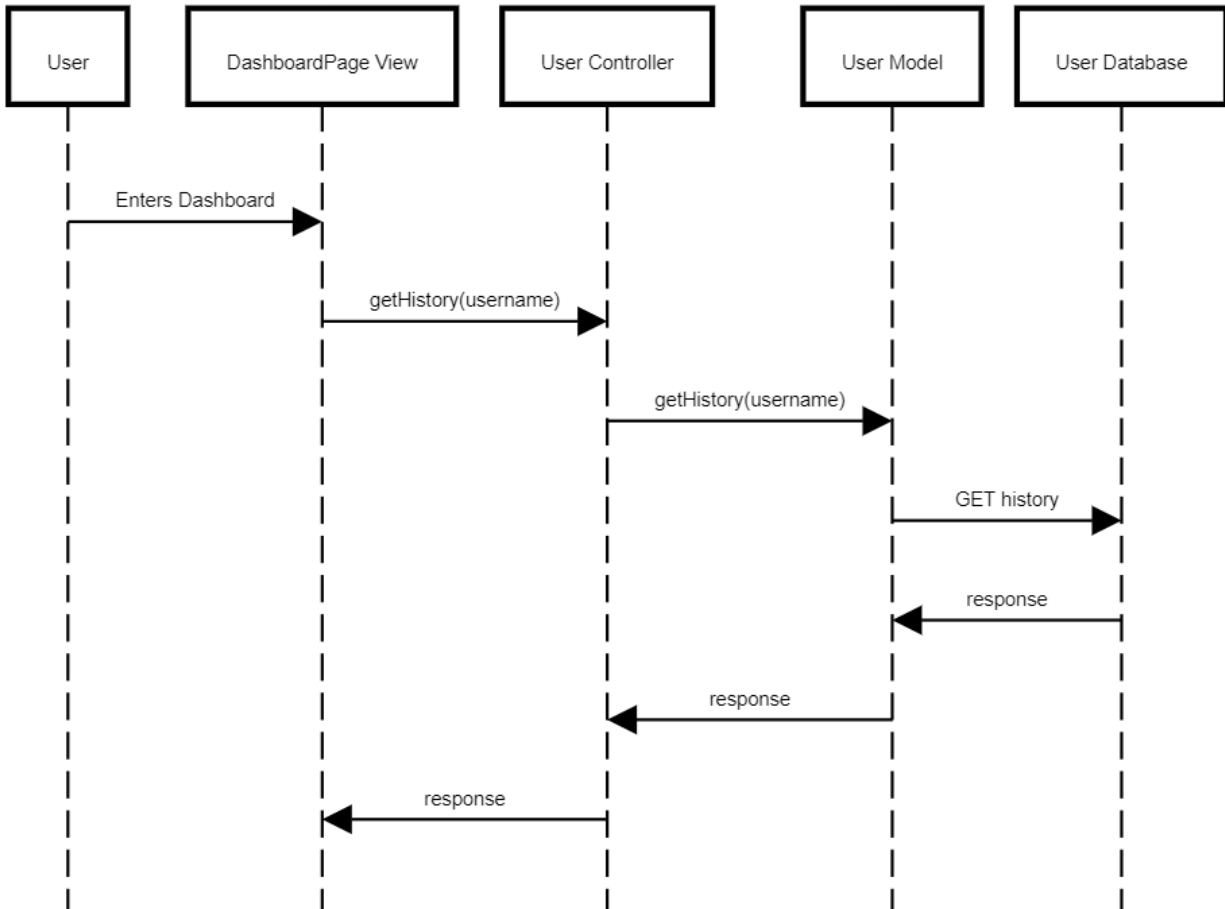 User
DashboardPage View
User Controller
User Model
User Database
Enters Dashboard
getHistory(username)
getHistory(username)
GET history
response
response
response